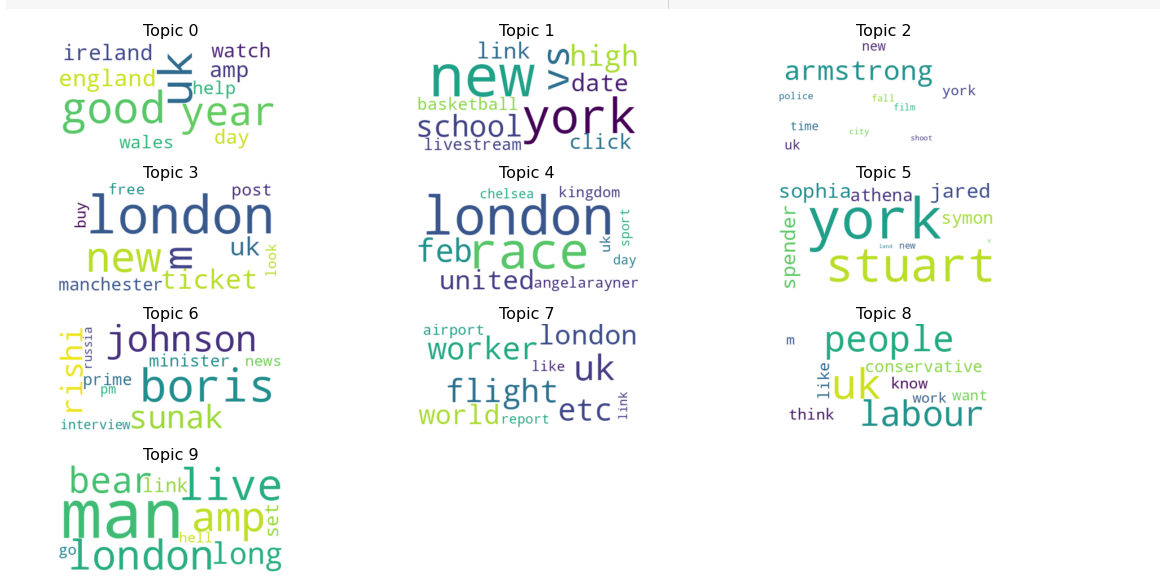 Topic 0
ireland watch
uk
amp
england help
good year
wales day
Topic 1
link vs high
new date
basketball
school york
livestream click
Topic 2
new
armstrong
police fall york
film
time city
uk shoot
Topic 3
free post
buy london
new m uk look
manchester ticket
Topic 4
chelsea kingdom
london sport
feb race uk
day
united angelarayner
Topic 5
sophia athena jared
york symon
spender land new v
stuart
Topic 6
rishi russia johnson
minister news
prime boris
pm
sunak
interview
Topic 7
airport london
worker
like uk
flight
world etc link
report
Topic 8
m people
conservative
like uk know
work want
think labour
Topic 9
bear link live
man amp set
hell
go london long